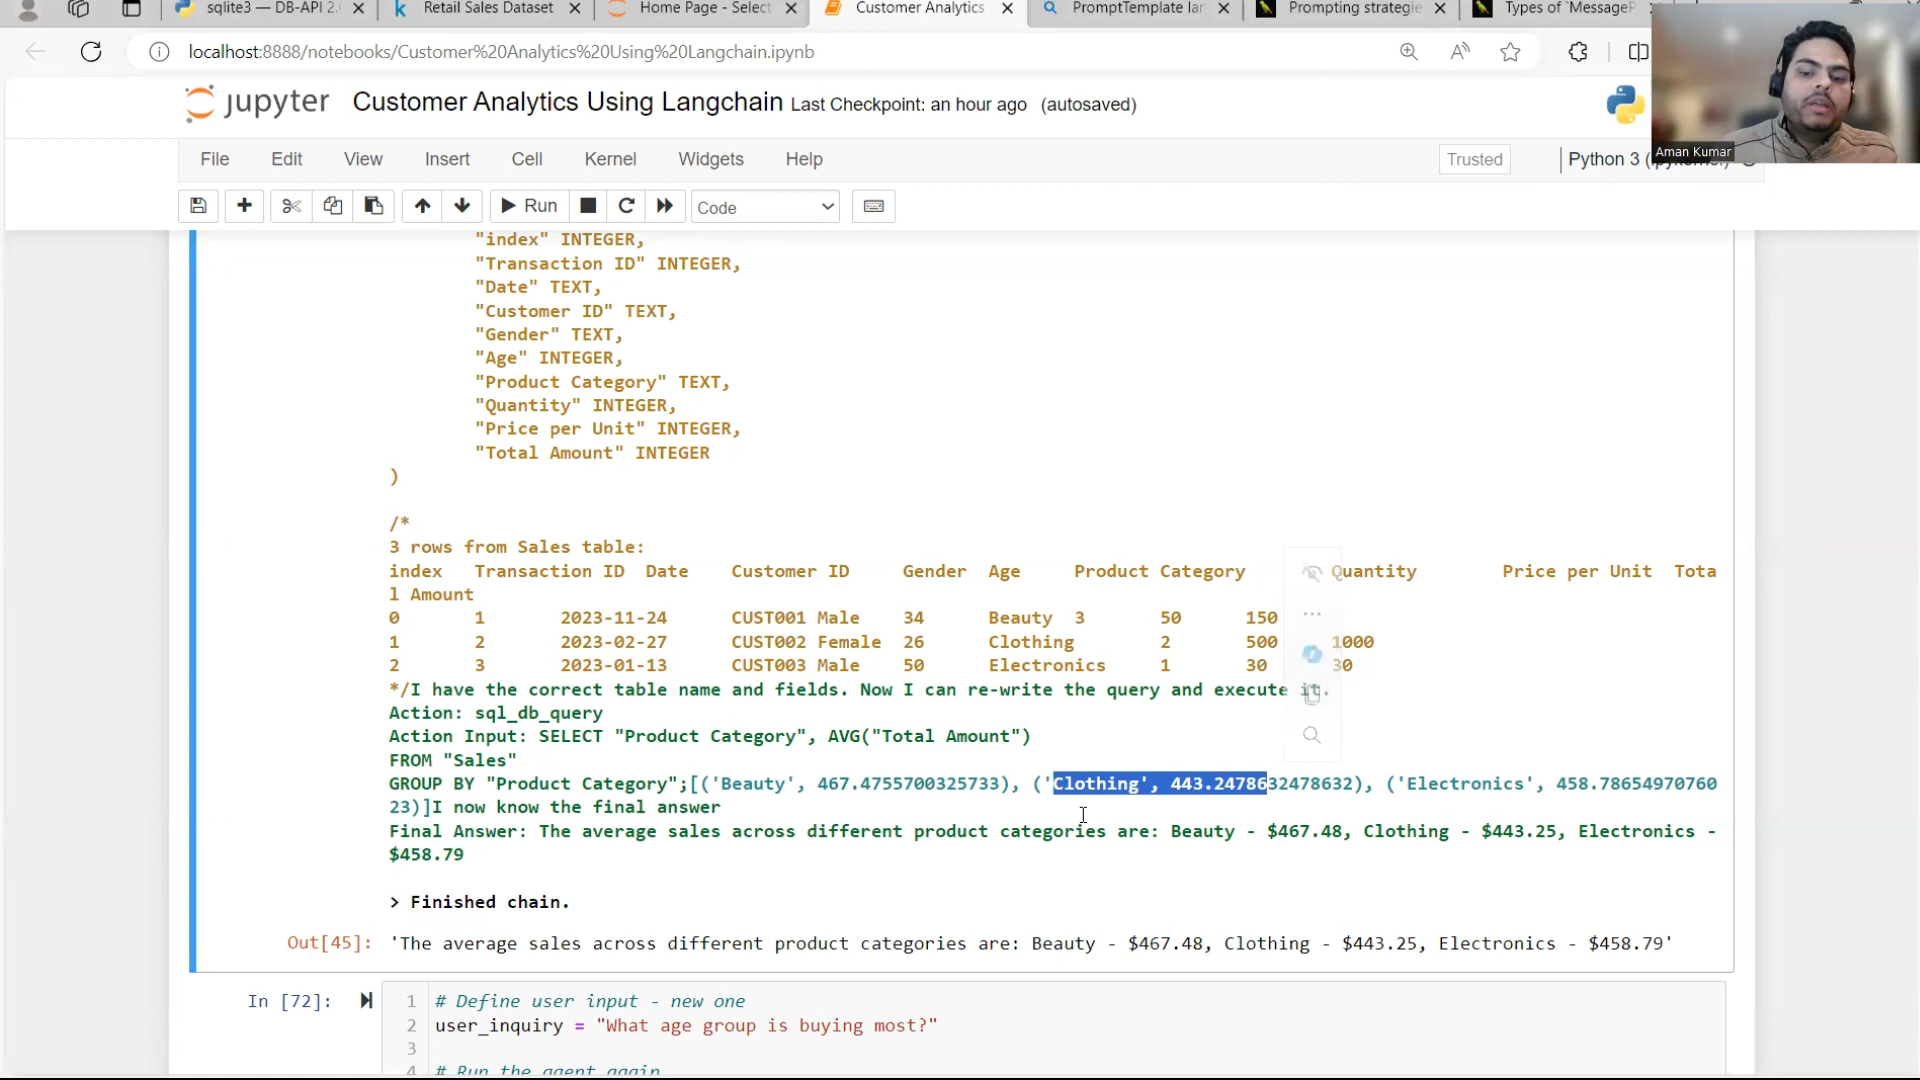 sqlite3 — DB-API 2. Retail Sales Dataset Home Page - Select Customer Analytics PromptTemplate lan Prompting strategie Types of `MessageP
localhost:8888/notebooks/Customer%20Analytics%20Using%20Langchain.ipynb
jupyter Customer Analytics Using Langchain Last Checkpoint: an hour ago (autosaved)
Aman Kumar
File Edit View Insert Cell Kernel Widgets Help Trusted Python 3
Run Code
"index" INTEGER,
"Transaction ID" INTEGER,
"Date" TEXT,
"Customer ID" TEXT,
"Gender" TEXT,
"Age" INTEGER,
"Product Category" TEXT,
"Quantity" INTEGER,
"Price per Unit" INTEGER,
"Total Amount" INTEGER
)
/*
3 rows from Sales table:
index Transaction ID Date Customer ID Gender Age Product Category Quantity Price per Unit Tota
l Amount
0 1 2023-11-24 CUST001 Male 34 Beauty 3 50 150
1 2 2023-02-27 CUST002 Female 26 Clothing 2 500 1000
2 3 2023-01-13 CUST003 Male 50 Electronics 1 30 30
*/I have the correct table name and fields. Now I can re-write the query and execute it.
Action: sql_db_query
Action Input: SELECT "Product Category", AVG("Total Amount")
FROM "Sales"
GROUP BY "Product Category";[('Beauty', 467.4755700325733), ('Clothing', 443.2478632478632), ('Electronics', 458.78654970760
23)]I now know the final answer
Final Answer: The average sales across different product categories are: Beauty - $467.48, Clothing - $443.25, Electronics -
$458.79
> Finished chain.
Out[45]: 'The average sales across different product categories are: Beauty - $467.48, Clothing - $443.25, Electronics - $458.79'
In [72]: 1 # Define user input - new one
2 user_inquiry = "What age group is buying most?"
3
4 # Run the agent again